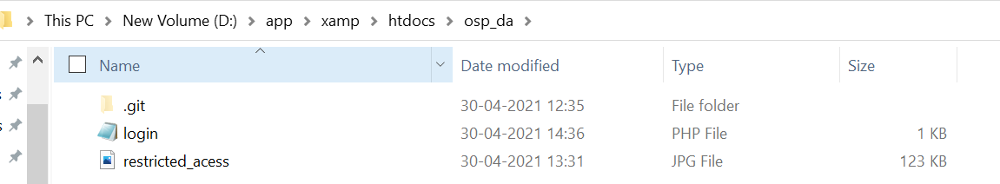 This PC > New Volume (D:) > app > xamp > htdocs > osp_da >
Name Date modified Type Size
.git 30-04-2021 12:35 File folder
login 30-04-2021 14:36 PHP File 1 KB
restricted_acess 30-04-2021 13:31 JPG File 123 KB